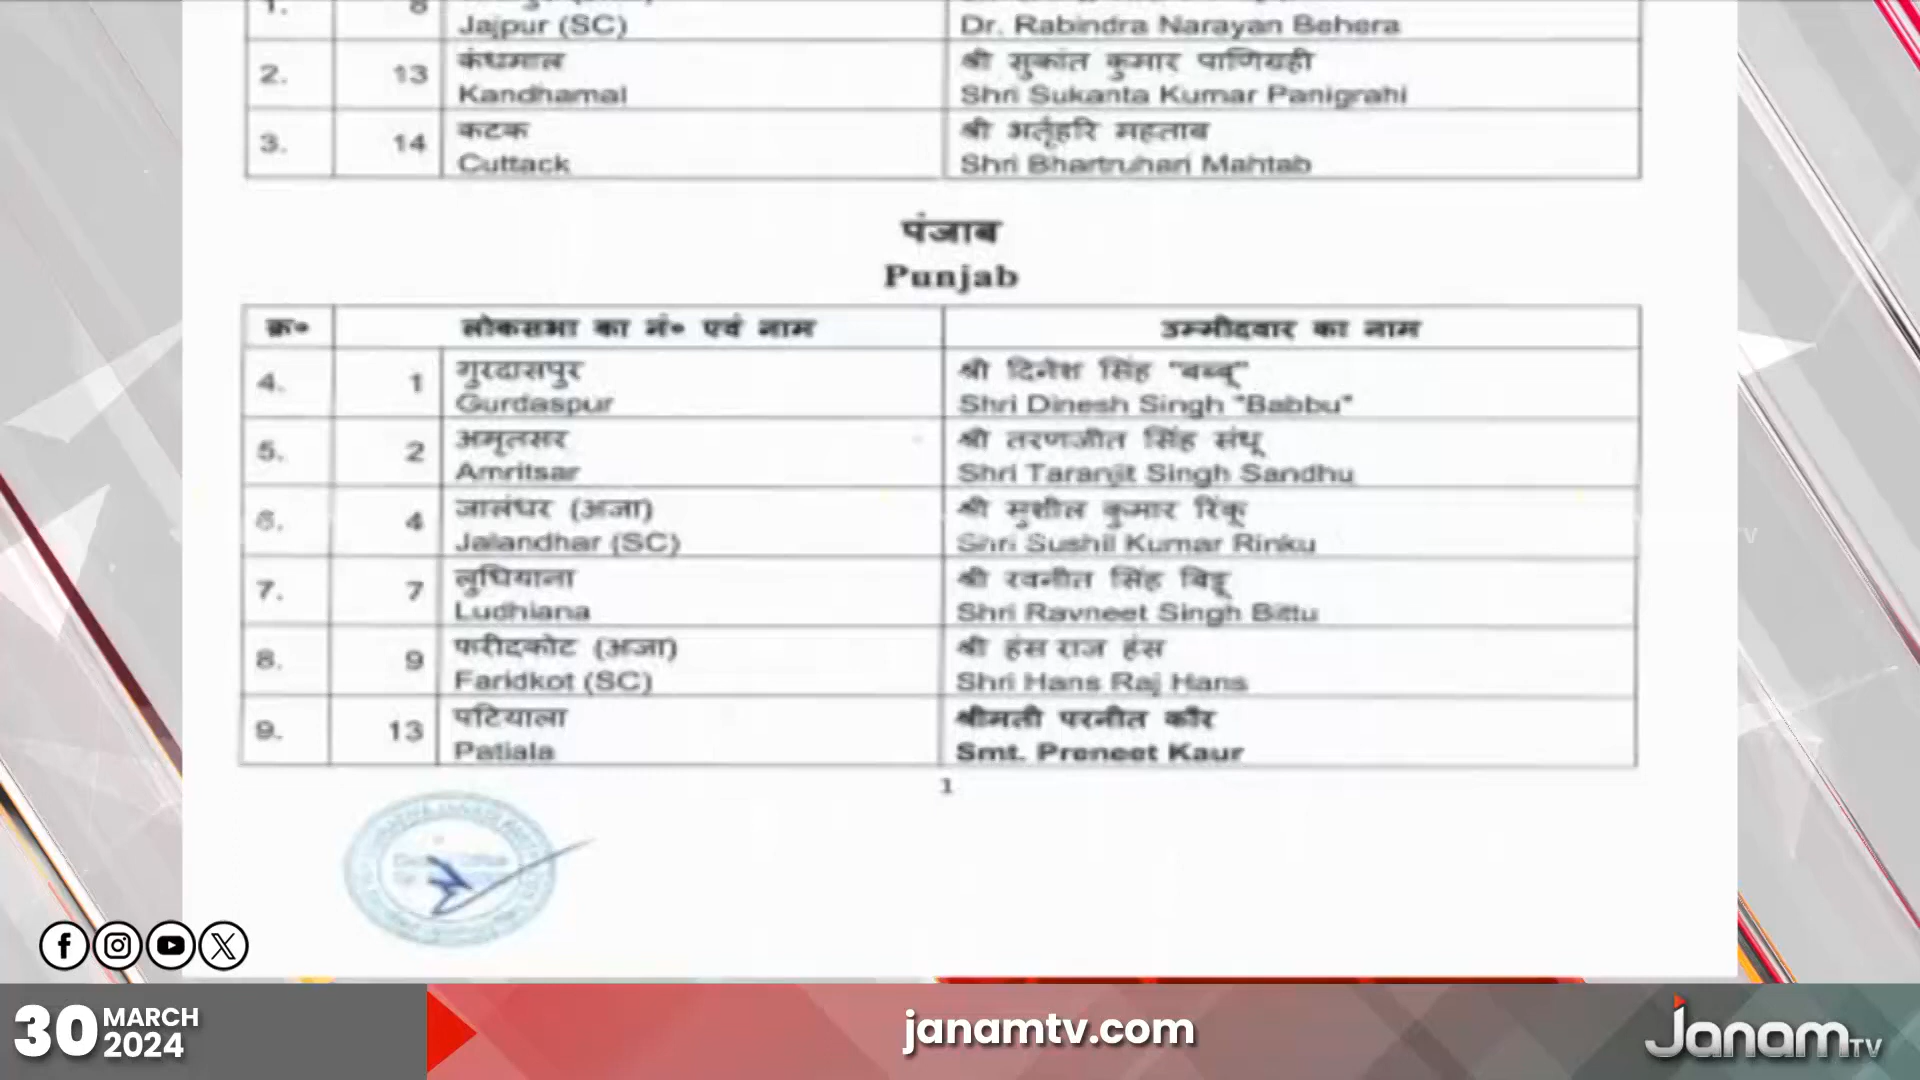 1. 8
Jajpur (SC) Dr. Rabindra Narayan Behera
2. 13 कंधमाल श्री सुकांत कुमार पाणिग्रही
Kandhamal Shri Sukanta Kumar Panigrahi
3. 14 कटक श्री भर्तृहरि महताब
Cuttack Shri Bhartruhari Mahtab
पंजाब
Punjab
क्र० लोकसभा का नं० एवं नाम उम्मीदवार का नाम
4. 1 गुरदासपुर श्री दिनेश सिंह "बब्बू"
Gurdaspur Shri Dinesh Singh "Babbu"
5. 2 अमृतसर श्री तरणजीत सिंह संधू
Amritsar Shri Taranjit Singh Sandhu
6. 4 जालंधर (अजा) श्री सुशील कुमार रिंकू
Jalandhar (SC) Shri Sushil Kumar Rinku
7. 7 लुधियाना श्री रवनीत सिंह बिट्टू
Ludhiana Shri Ravneet Singh Bittu
8. 9 फरीदकोट (अजा) श्री हंस राज हंस
Faridkot (SC) Shri Hans Raj Hans
9. 13 पटियाला श्रीमती परनीत कौर
Patiala Smt. Preneet Kaur
1
30 MARCH
2024
janamtv.com
Janam TV